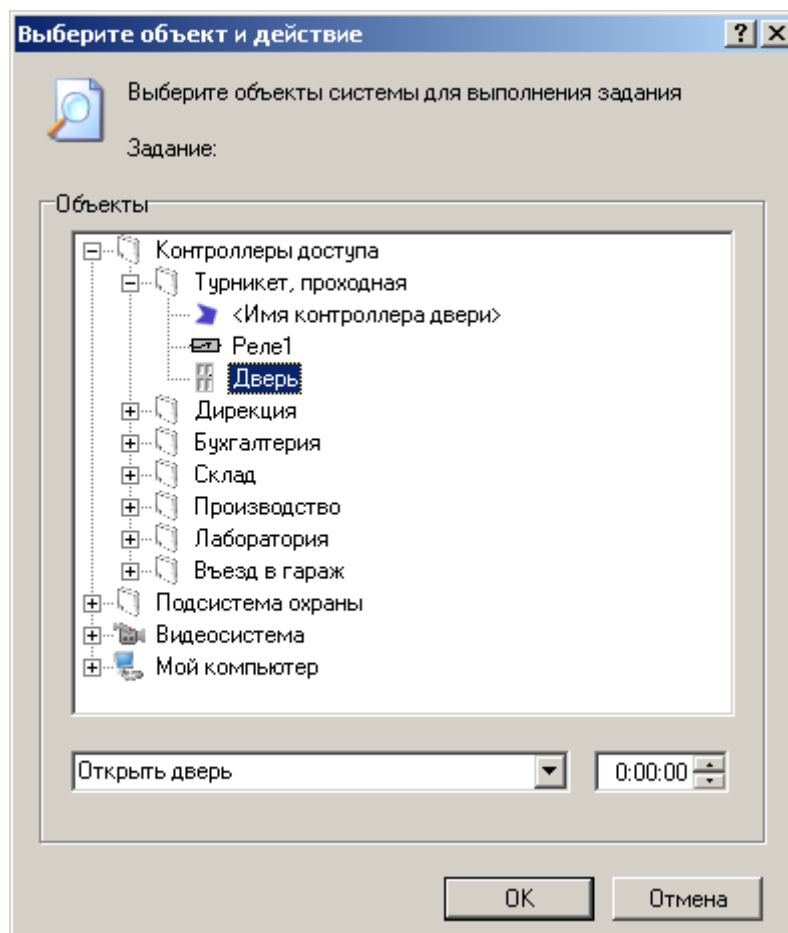 Выберите объект и действие
Выберите объекты системы для выполнения задания
Задание:
Объекты
Контроллеры доступа
Турникет, проходная
<Имя контроллера двери>
Реле1
Дверь
Дирекция
Бухгалтерия
Склад
Производство
Лаборатория
Въезд в гараж
Подсистема охраны
Видеосистема
Мой компьютер
Открыть дверь 0:00:00
OK Отмена